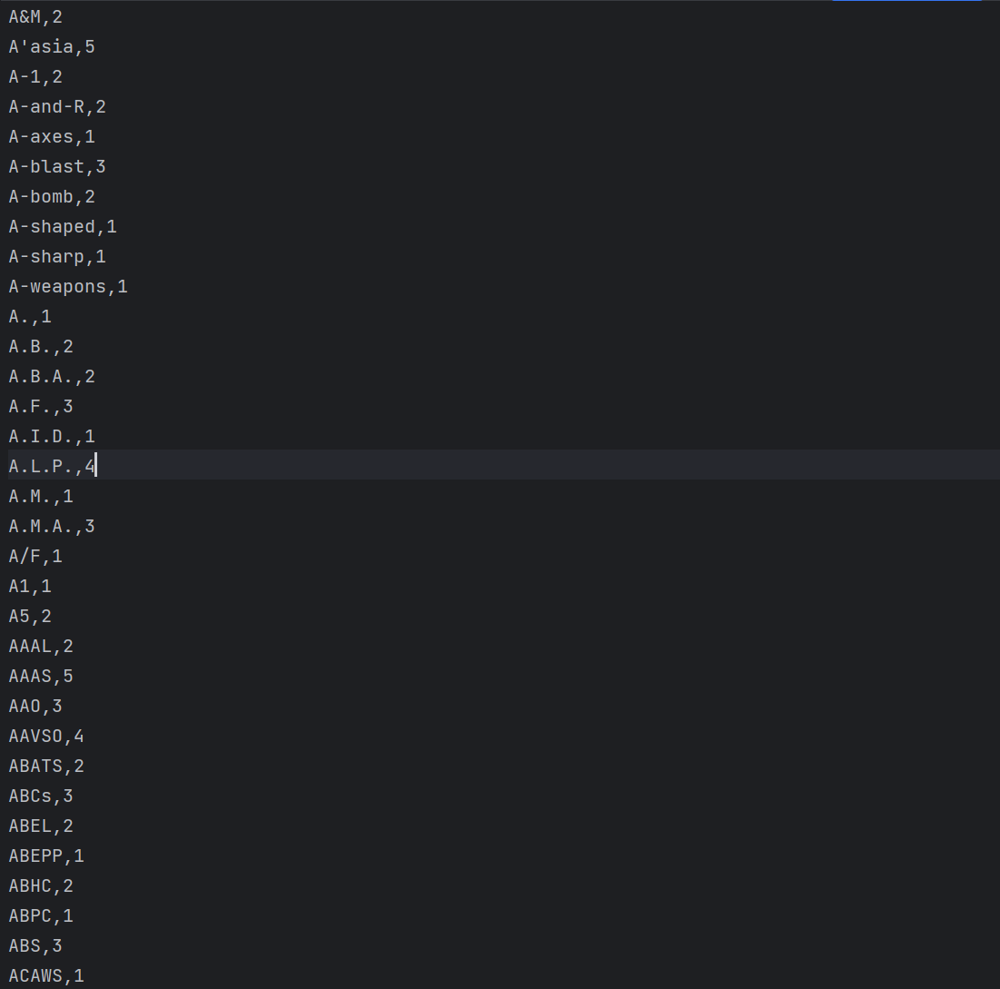 A&M,2
A'asia,5
A-1,2
A-and-R,2
A-axes,1
A-blast,3
A-bomb,2
A-shaped,1
A-sharp,1
A-weapons,1
A.,1
A.B.,2
A.B.A.,2
A.F.,3
A.I.D.,1
A.L.P.,4
A.M.,1
A.M.A.,3
A/F,1
A1,1
A5,2
AAAL,2
AAAS,5
AAO,3
AAVSO,4
ABATS,2
ABCs,3
ABEL,2
ABEPP,1
ABHC,2
ABPC,1
ABS,3
ACAWS,1